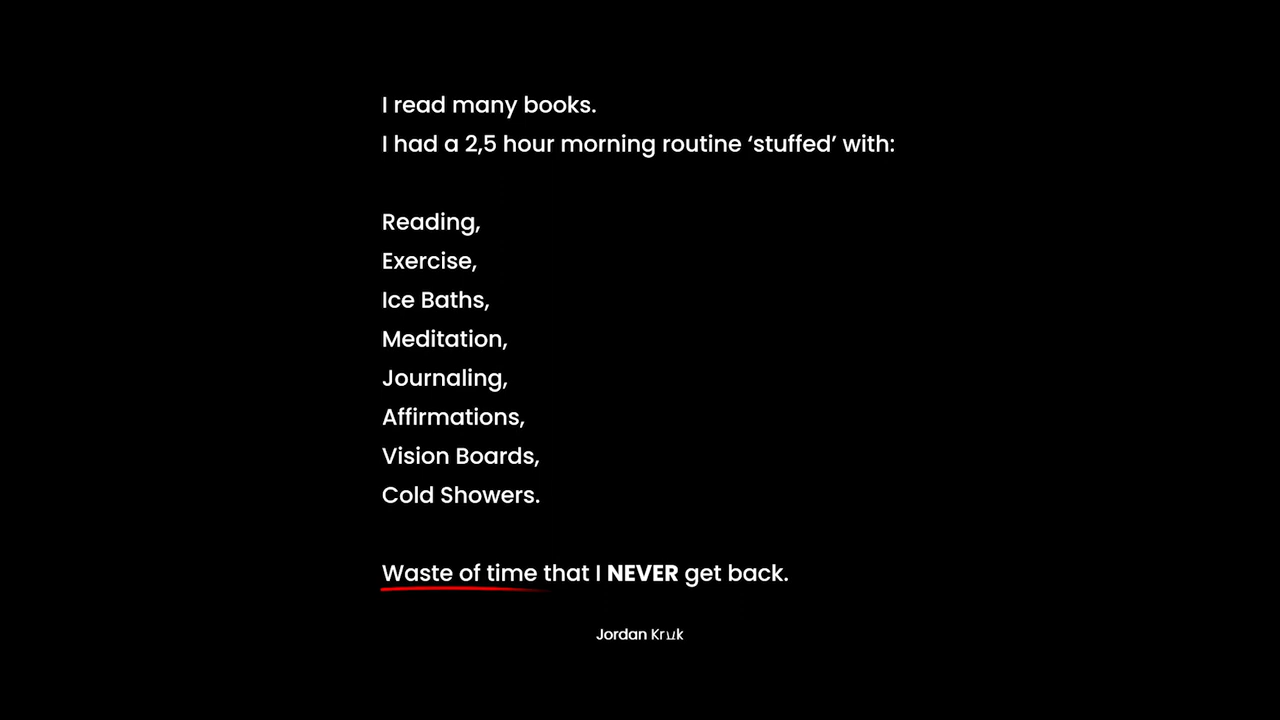 I read many books.
I had a 2,5 hour morning routine ‘stuffed’ with:
Reading,
Exercise,
Ice Baths,
Meditation,
Journaling,
Affirmations,
Vision Boards,
Cold Showers.
Waste of time that I NEVER get back.
Jordan Kruk